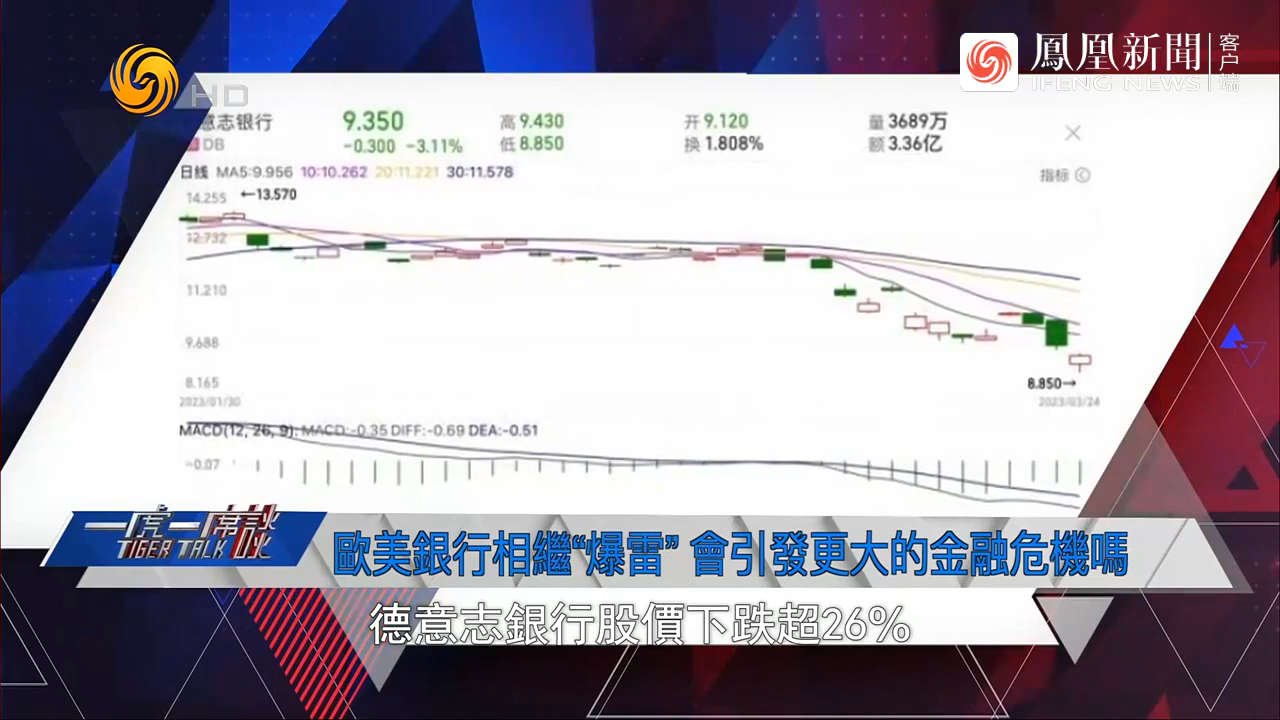 鳳凰新聞
客户端
IFENG NEWS
HD
意志银行
9.350
高 9.430
开 9.120
量 3689万
DB
-0.300 -3.11%
低 8.850
换 1.808%
额 3.36亿
日线 MA5:9.956 10:10.262 20:11.221 30:11.578
指标
14.255
←13.570
12.732
11.210
9.688
8.165
8.850→
2023/01/30
2023/03/24
MACD(12, 26, 9): MACD:-0.35 DIFF:-0.69 DEA:-0.51
-0.07
一虎一席談
TIGER TALK
歐美銀行相繼“爆雷” 會引發更大的金融危機嗎
德意志銀行股價下跌超26%